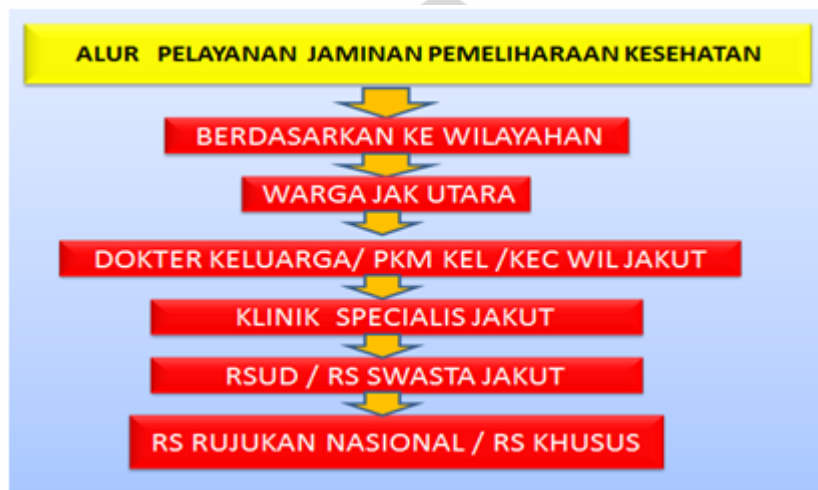 ALUR PELAYANAN JAMINAN PEMELIHARAAN KESEHATAN
BERDASARKAN KE WILAYAHAN
WARGA JAK UTARA
DOKTER KELUARGA/ PKM KEL /KEC WIL JAKUT
KLINIK SPECIALIS JAKUT
RSUD / RS SWASTA JAKUT
RS RUJUKAN NASIONAL / RS KHUSUS